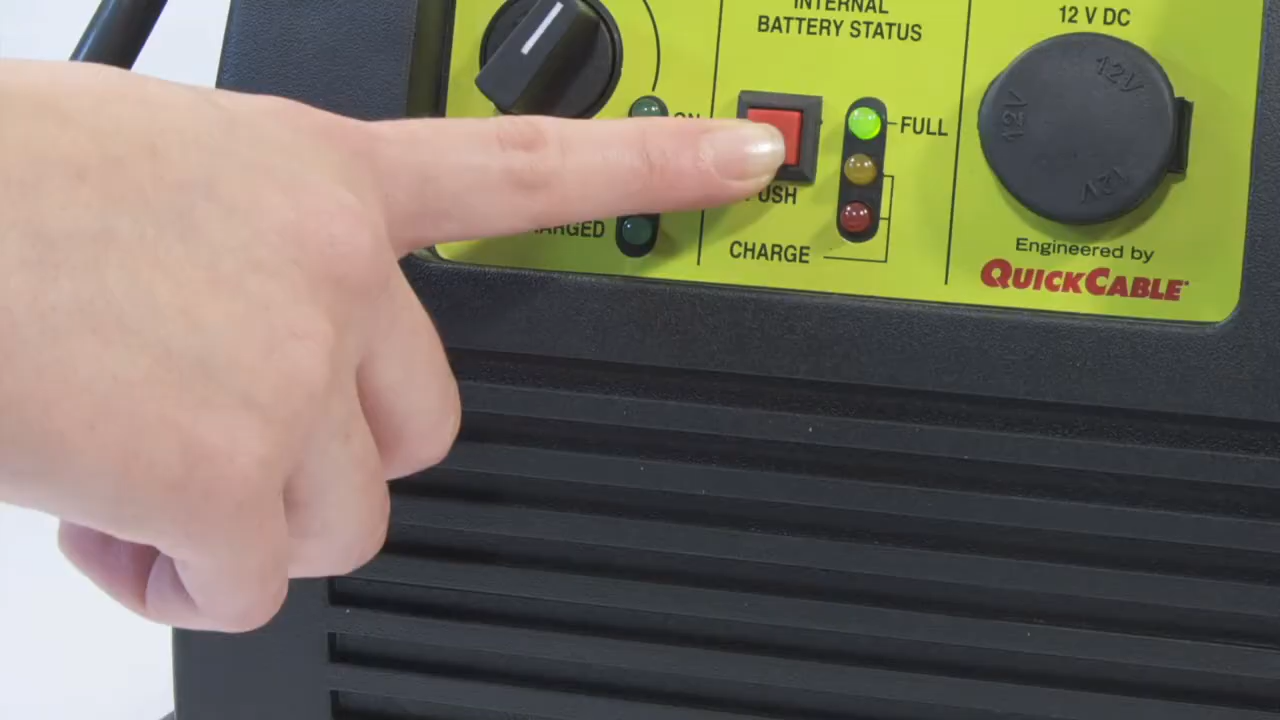 INTERNAL
BATTERY STATUS
12 V DC
12V
12V
12V
FULL
CHARGE
Engineered by
QUICKCABLE